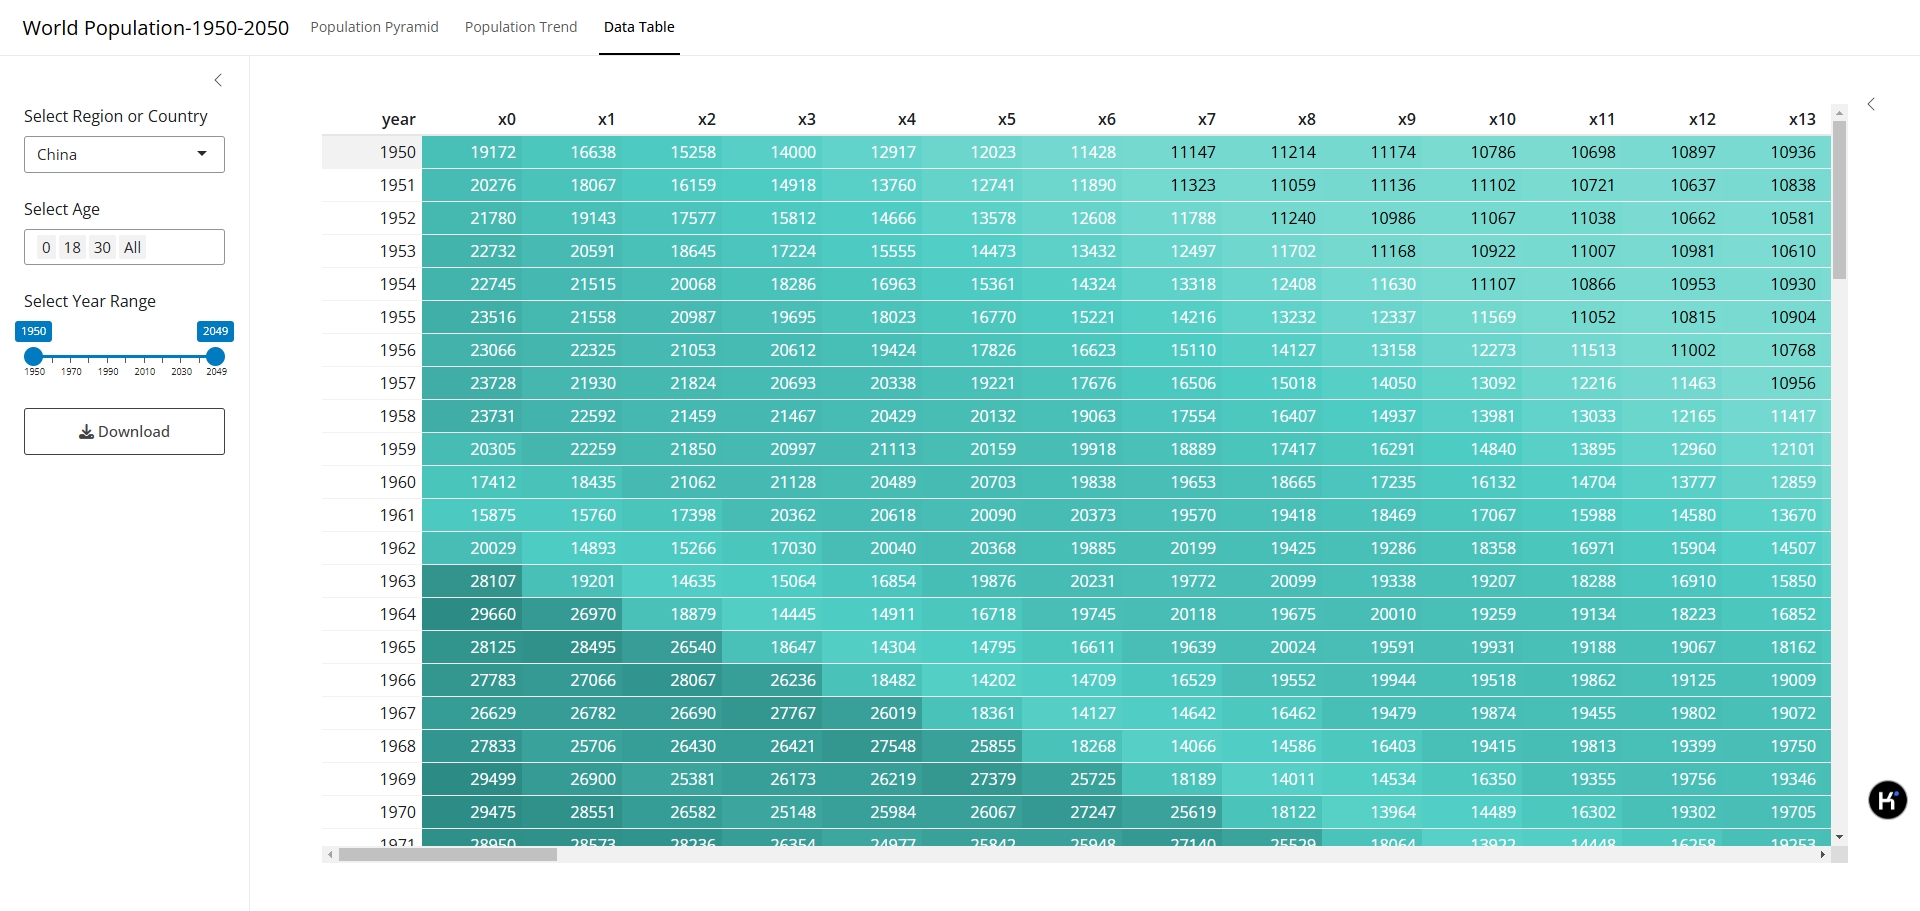 World Population-1950-2050 Population Pyramid Population Trend Data Table
Select Region or Country
China
Select Age
0 18 30 All
Select Year Range
1950 2049
1950 1970 1990 2010 2030 2049
Download
year x0 x1 x2 x3 x4 x5 x6 x7 x8 x9 x10 x11 x12 x13
1950 19172 16638 15258 14000 12917 12023 11428 11147 11214 11174 10786 10698 10897 10936
1951 20276 18067 16159 14918 13760 12741 11890 11323 11059 11136 11102 10721 10637 10838
1952 21780 19143 17577 15812 14666 13578 12608 11788 11240 10986 11067 11038 10662 10581
1953 22732 20591 18645 17224 15555 14473 13432 12497 11702 11168 10922 11007 10981 10610
1954 22745 21515 20068 18286 16963 15361 14324 13318 12408 11630 11107 10866 10953 10930
1955 23516 21558 20987 19695 18023 16770 15221 14216 13232 12337 11569 11052 10815 10904
1956 23066 22325 21053 20612 19424 17826 16623 15110 14127 13158 12273 11513 11002 10768
1957 23728 21930 21824 20693 20338 19221 17676 16506 15018 14050 13092 12216 11463 10956
1958 23731 22592 21459 21467 20429 20132 19063 17554 16407 14937 13981 13033 12165 11417
1959 20305 22259 21850 20997 21113 20159 19918 18889 17417 16291 14840 13895 12960 12101
1960 17412 18435 21062 21128 20489 20703 19838 19653 18665 17235 16132 14704 13777 12859
1961 15875 15760 17398 20362 20618 20090 20373 19570 19418 18469 17067 15988 14580 13670
1962 20029 14893 15266 17030 20040 20368 19885 20199 19425 19286 18358 16971 15904 14507
1963 28107 19201 14635 15064 16854 19876 20231 19772 20099 19338 19207 18288 16910 15850
1964 29660 26970 18879 14445 14911 16718 19745 20118 19675 20010 19259 19134 18223 16852
1965 28125 28495 26540 18647 14304 14795 16611 19639 20024 19591 19931 19188 19067 18162
1966 27783 27066 28067 26236 18482 14202 14709 16529 19552 19944 19518 19862 19125 19009
1967 26629 26782 26690 27767 26019 18361 14127 14642 16462 19479 19874 19455 19802 19072
1968 27833 25706 26430 26421 27548 25855 18268 14066 14586 16403 19415 19813 19399 19750
1969 29499 26900 25381 26173 26219 27379 25725 18189 14011 14534 16350 19355 19756 19346
1970 29475 28551 26582 25148 25984 26067 27247 25619 18122 13964 14489 16302 19302 19705
1971 28950 28573 28236 26354 24977 25842 25948 27140 25529 18064 13922 14448 16258 19253